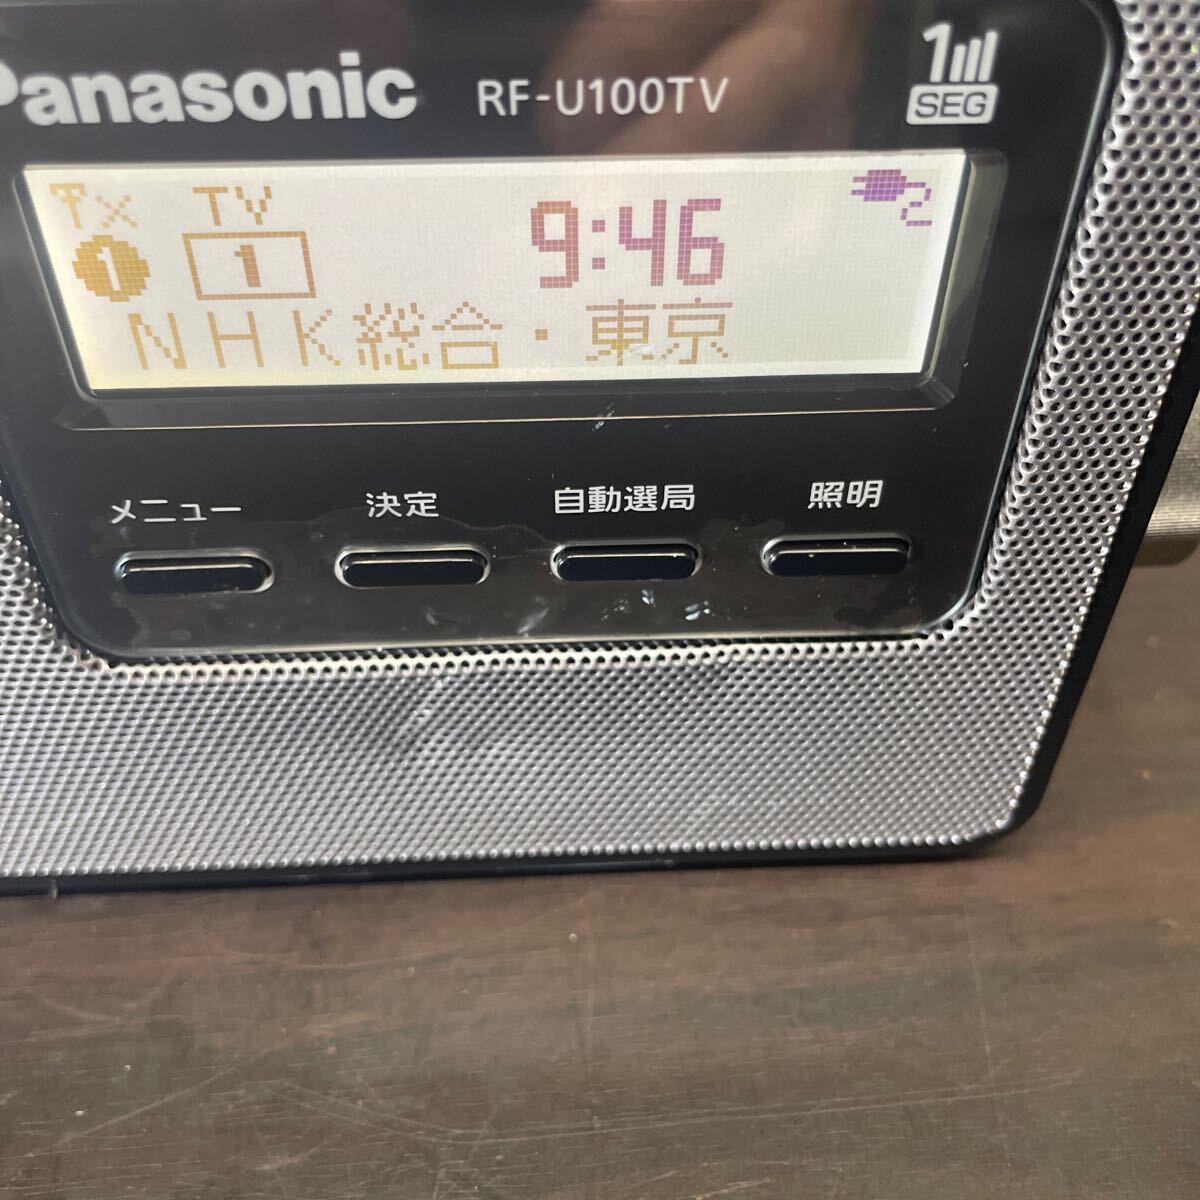 Panasonic RF-U100TV 1SEG
TV 9:46
1 1
NHK総合・東京
メニュー 決定 自動選局 照明